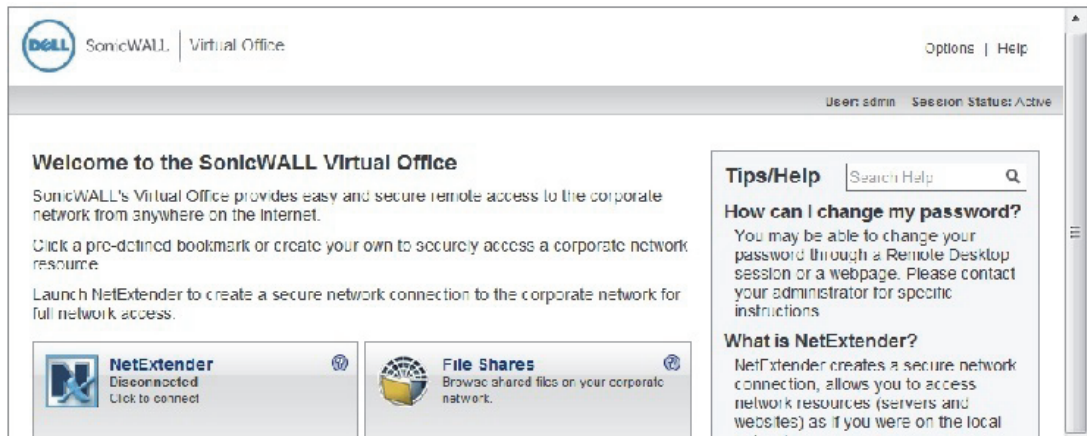 DELL SonicWALL | Virtual Office
Options | Help
User: admin Session Status: Active
Welcome to the SonicWALL Virtual Office
SonicWALL's Virtual Office provides easy and secure remote access to the corporate
network from anywhere on the Internet.
Click a pre-defined bookmark or create your own to securely access a corporate network
resource
Launch NetExtender to create a secure network connection to the corporate network for
full network access.
NetExtender
Disconnected
Click to connect
File Shares
Browse shared files on your corporate
network.
Tips/Help Search Help
How can I change my password?
You may be able to change your
password through a Remote Desktop
session or a webpage. Please contact
your administrator for specific
instructions
What is NetExtender?
NetExtender creates a secure network
connection, allows you to access
network resources (servers and
websites) as if you were on the local